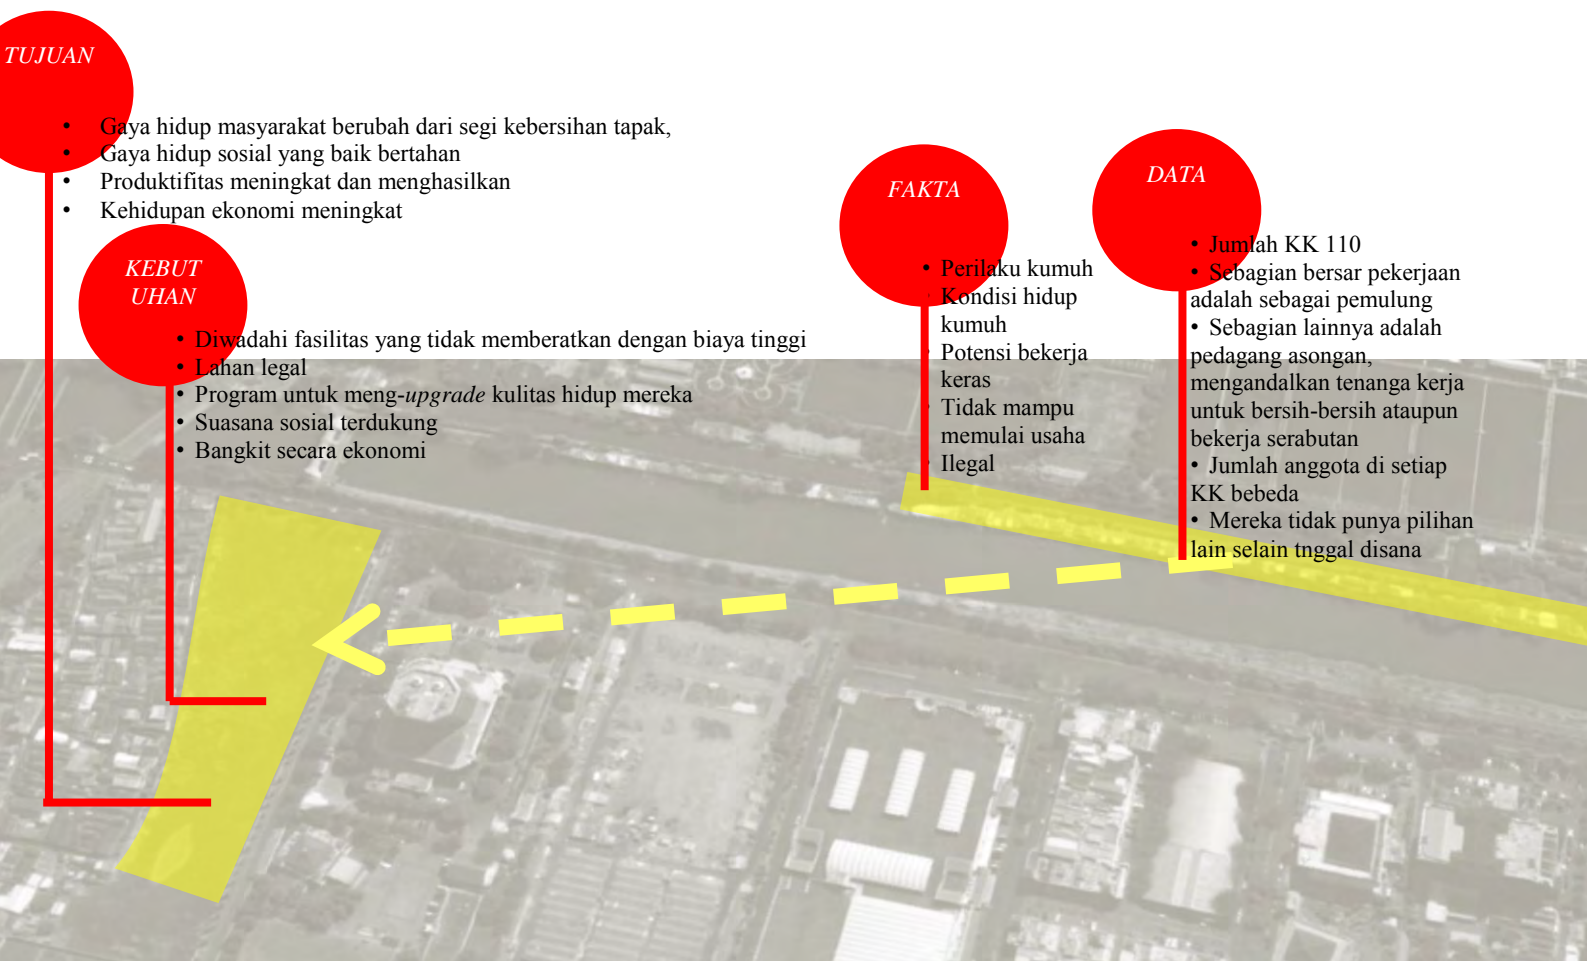 TUJUAN
• Gaya hidup masyarakat berubah dari segi kebersihan tapak,
• Gaya hidup sosial yang baik bertahan
• Produktifitas meningkat dan menghasilkan
• Kehidupan ekonomi meningkat
KEBUT
UHAN
• Diwadahi fasilitas yang tidak memberatkan dengan biaya tinggi
• Lahan legal
• Program untuk meng-upgrade kulitas hidup mereka
• Suasana sosial terdukung
• Bangkit secara ekonomi
FAKTA
• Perilaku kumuh
• Kondisi hidup
kumuh
• Potensi bekerja
keras
• Tidak mampu
memulai usaha
• Ilegal
DATA
• Jumlah KK 110
• Sebagian bersar pekerjaan
adalah sebagai pemulung
• Sebagian lainnya adalah
pedagang asongan,
mengandalkan tenanga kerja
untuk bersih-bersih ataupun
bekerja serabutan
• Jumlah anggota di setiap
KK bebeda
• Mereka tidak punya pilihan
lain selain tnggal disana